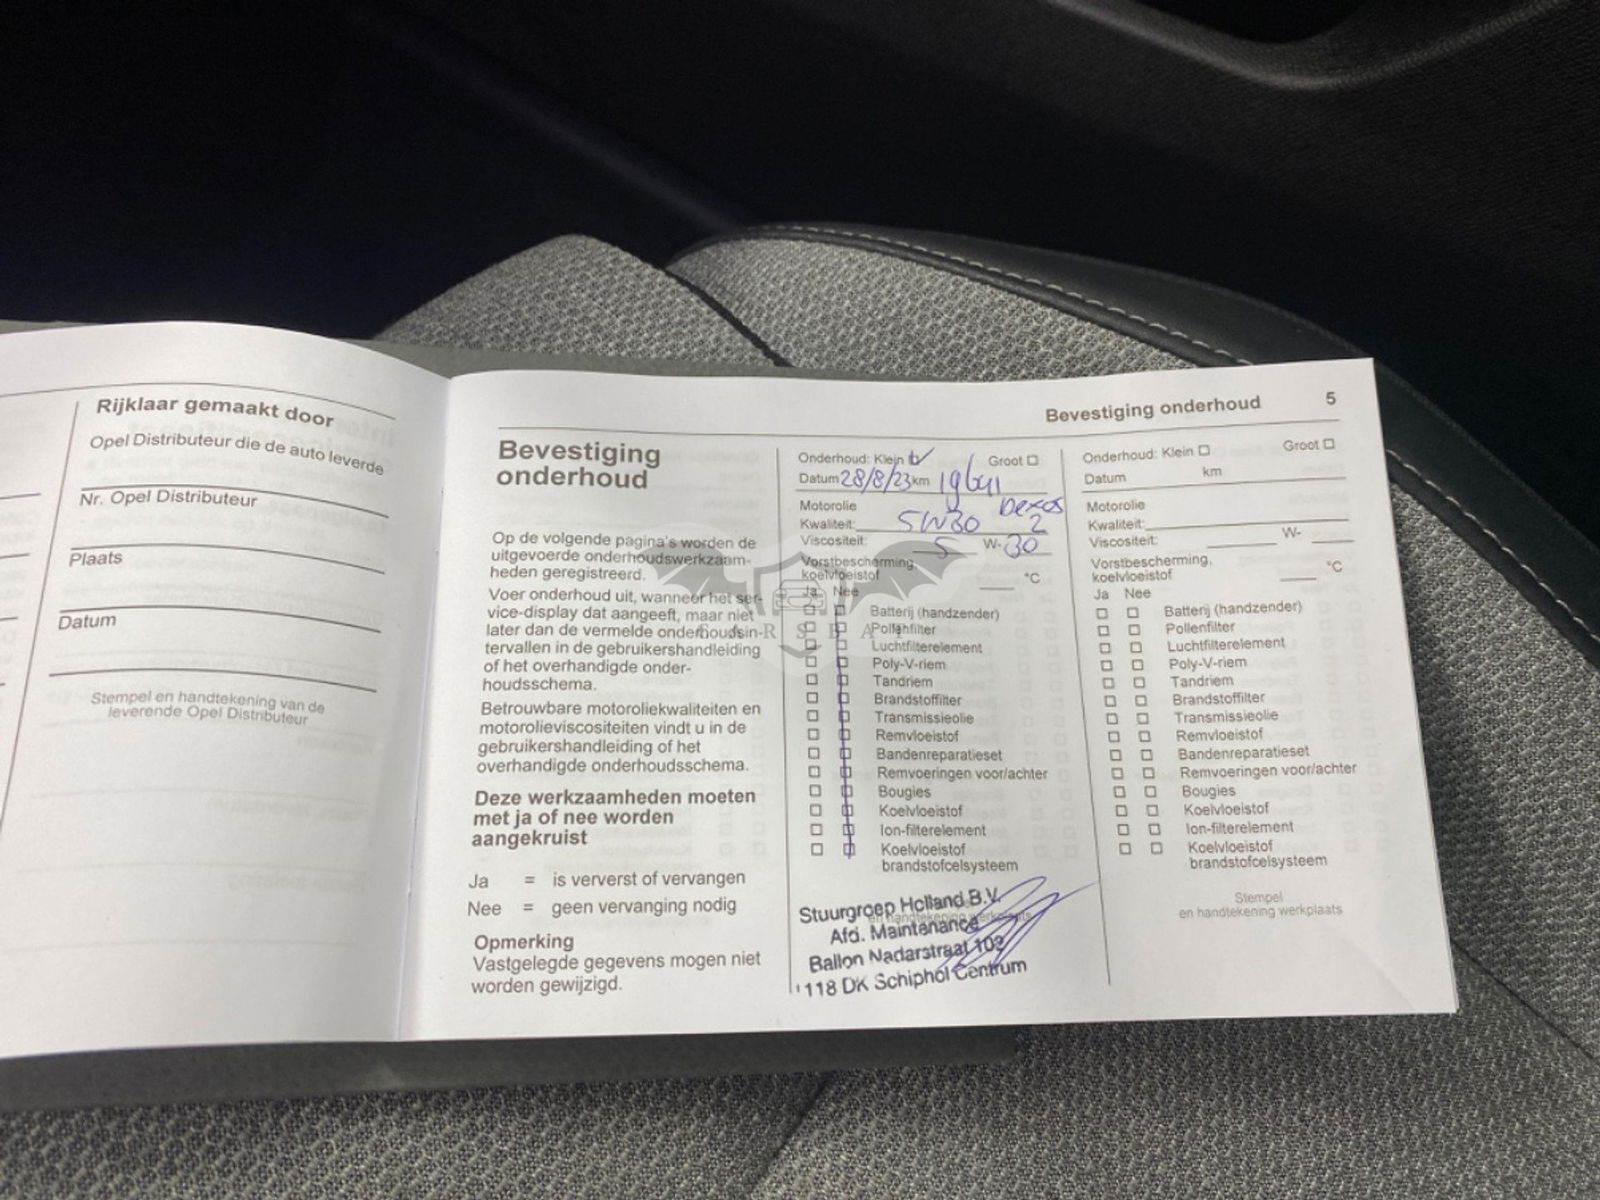 Rijklaar gemaakt door
Opel Distributeur die de auto leverde
Nr. Opel Distributeur
Plaats
Datum
Stempel en handtekening van de
leverende Opel Distributeur
Bevestiging onderhoud 5
Bevestiging
onderhoud
Op de volgende pagina's worden de
uitgevoerde onderhoudswerkzaam-
heden geregistreerd.
Voer onderhoud uit, wanneer het ser-
vice-display dat aangeeft, maar niet
later dan de vermelde onderhoudsin-
tervallen in de gebruikershandleiding
of het overhandigde onder-
houdsschema.
Betrouwbare motoroliekwaliteiten en
motorolieviscositeiten vindt u in de
gebruikershandleiding of het
overhandigde onderhoudsschema.
Deze werkzaamheden moeten
met ja of nee worden
aangekruist
Ja = is ververst of vervangen
Nee = geen vervanging nodig
Opmerking
Vastgelegde gegevens mogen niet
worden gewijzigd.
Onderhoud: Klein Groot
Datum 28/8/23 km
Motorolie Dexos
Kwaliteit: 5W30 2
Viscositeit: 5 W- 30
Vorstbescherming,
koelvloeistof °C
Ja Nee
Batterij (handzender)
Pollenfilter
Luchtfilterelement
Poly-V-riem
Tandriem
Brandstoffilter
Transmissieolie
Remvloeistof
Bandenreparatieset
Remvoeringen voor/achter
Bougies
Koelvloeistof
Ion-filterelement
Koelvloeistof
brandstofcelsysteem
Stuurgroep Holland B.V.
en handtekening werkplaats
Afd. Maintenance
Ballon Nadarstraat 102
1118 DK Schiphol Centrum
Onderhoud: Klein Groot
Datum km
Motorolie
Kwaliteit:
Viscositeit: W-
Vorstbescherming,
koelvloeistof °C
Ja Nee
Batterij (handzender)
Pollenfilter
Luchtfilterelement
Poly-V-riem
Tandriem
Brandstoffilter
Transmissieolie
Remvloeistof
Bandenreparatieset
Remvoeringen voor/achter
Bougies
Koelvloeistof
Ion-filterelement
Koelvloeistof
brandstofcelsysteem
Stempel
en handtekening werkplaats